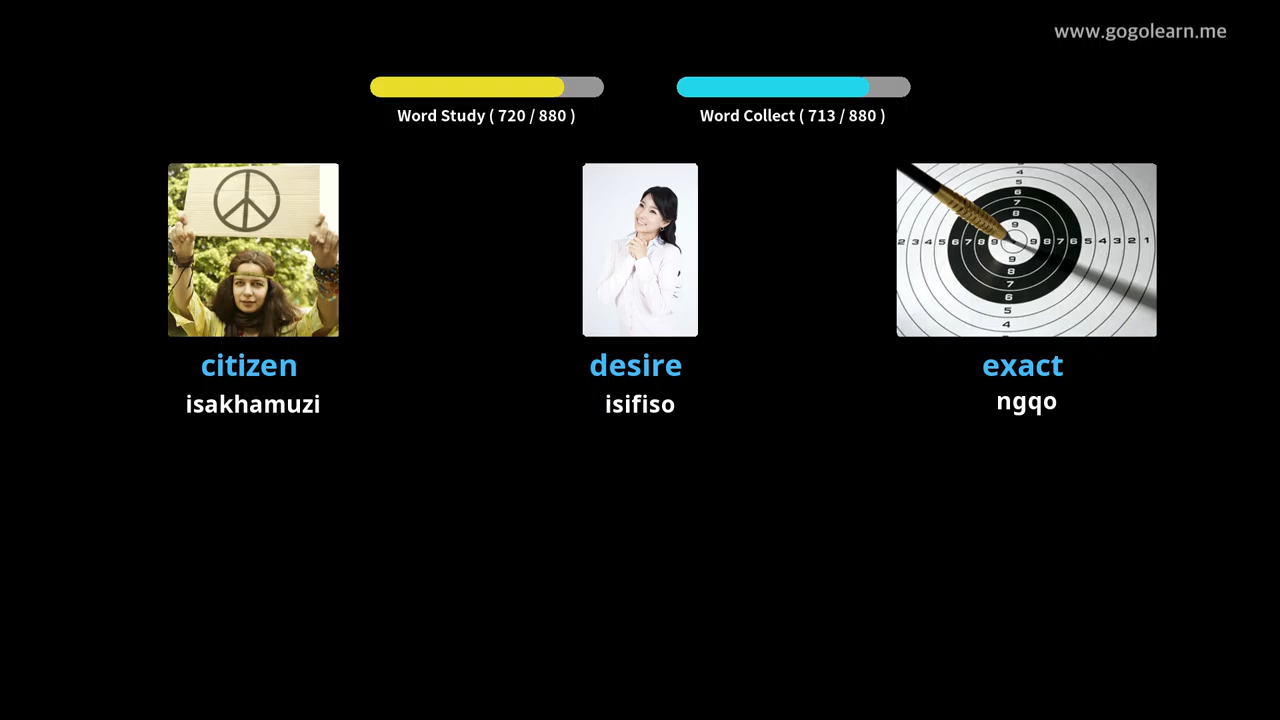 www.gogolearn.me
Word Study ( 720 / 880 )
Word Collect ( 713 / 880 )
citizen
isakhamuzi
desire
isifiso
exact
ngqo